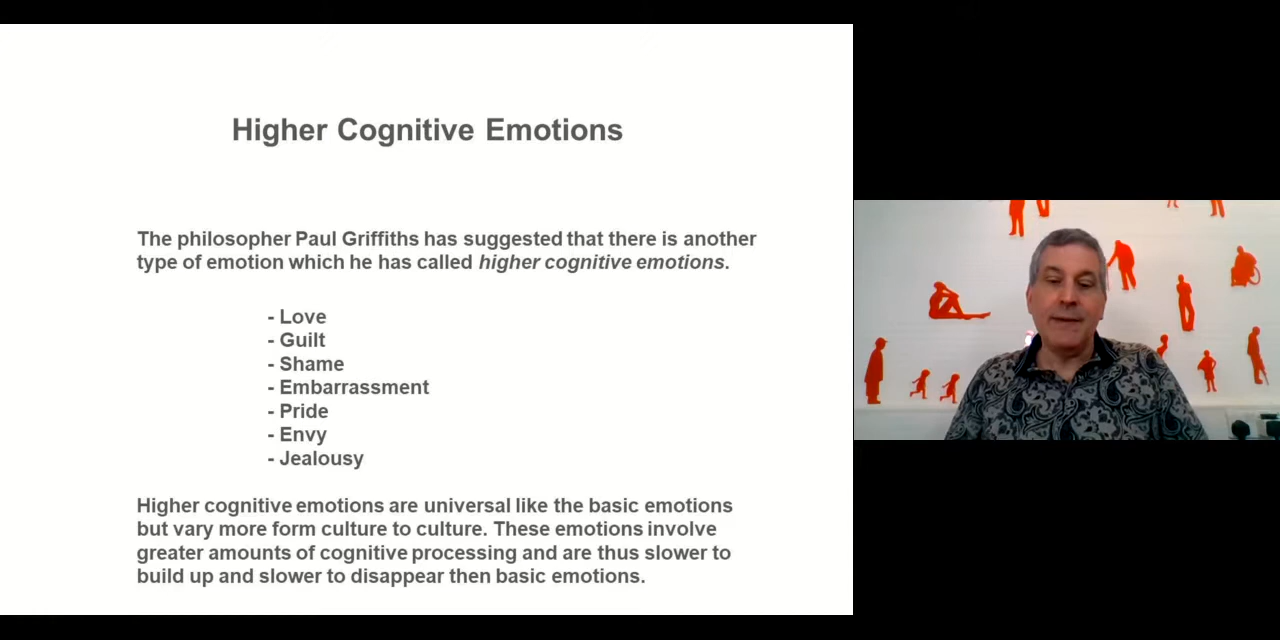 Higher Cognitive Emotions
The philosopher Paul Griffiths has suggested that there is another
type of emotion which he has called higher cognitive emotions.
- Love
- Guilt
- Shame
- Embarrassment
- Pride
- Envy
- Jealousy
Higher cognitive emotions are universal like the basic emotions
but vary more form culture to culture. These emotions involve
greater amounts of cognitive processing and are thus slower to
build up and slower to disappear then basic emotions.